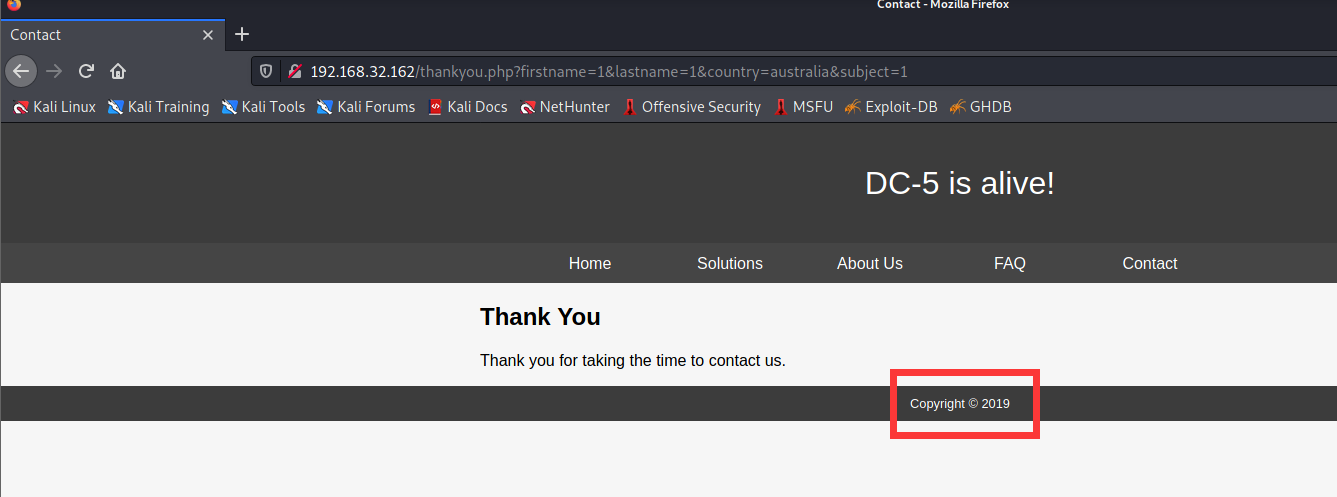 Contact - Mozilla Firefox
Contact
192.168.32.162/thankyou.php?firstname=1&lastname=1&country=australia&subject=1
Kali Linux Kali Training Kali Tools Kali Forums Kali Docs NetHunter Offensive Security MSFU Exploit-DB GHDB
DC-5 is alive!
Home Solutions About Us FAQ Contact
Thank You
Thank you for taking the time to contact us.
Copyright © 2019